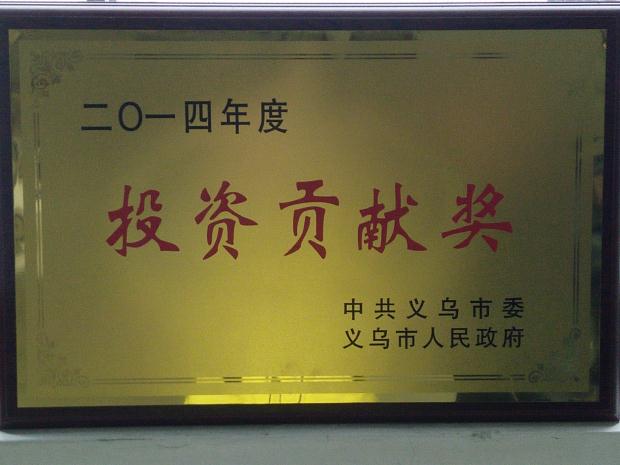 二〇一四年度
投资贡献奖
中共义乌市委
义乌市人民政府